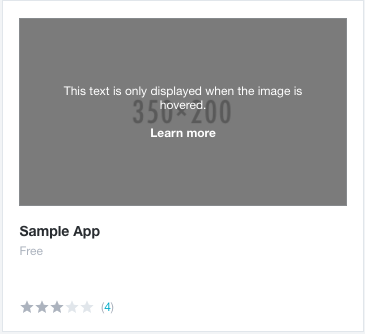 This text is only displayed when the image is
hovered.
350×200
Learn more
Sample App
Free
(4)